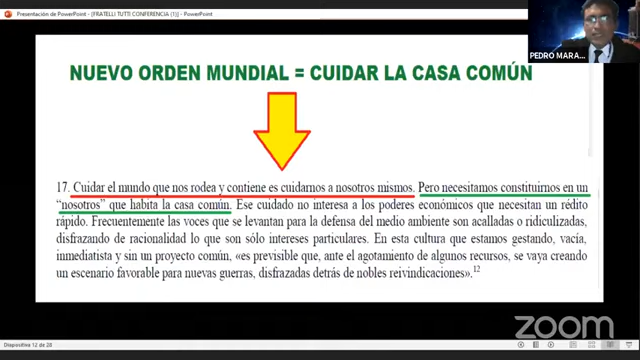 Presentación de PowerPoint - [FRATELLI TUTTI CONFERENCIA (1)]
PEDRO MARA...
NUEVO ORDEN MUNDIAL = CUIDAR LA CASA COMÚN
17. Cuidar el mundo que nos rodea y contiene es cuidarnos a nosotros mismos. Pero necesitamos constituirnos en un
“nosotros” que habita la casa común. Ese cuidado no interesa a los poderes económicos que necesitan un rédito
rápido. Frecuentemente las voces que se levantan para la defensa del medio ambiente son acalladas o ridiculizadas,
disfrazando de racionalidad lo que son sólo intereses particulares. En esta cultura que estamos gestando, vacía,
inmediatista y sin un proyecto común, «es previsible que, ante el agotamiento de algunos recursos, se vaya creando
un escenario favorable para nuevas guerras, disfrazadas detrás de nobles reivindicaciones».12
zoom
Diapositiva 12 de 28